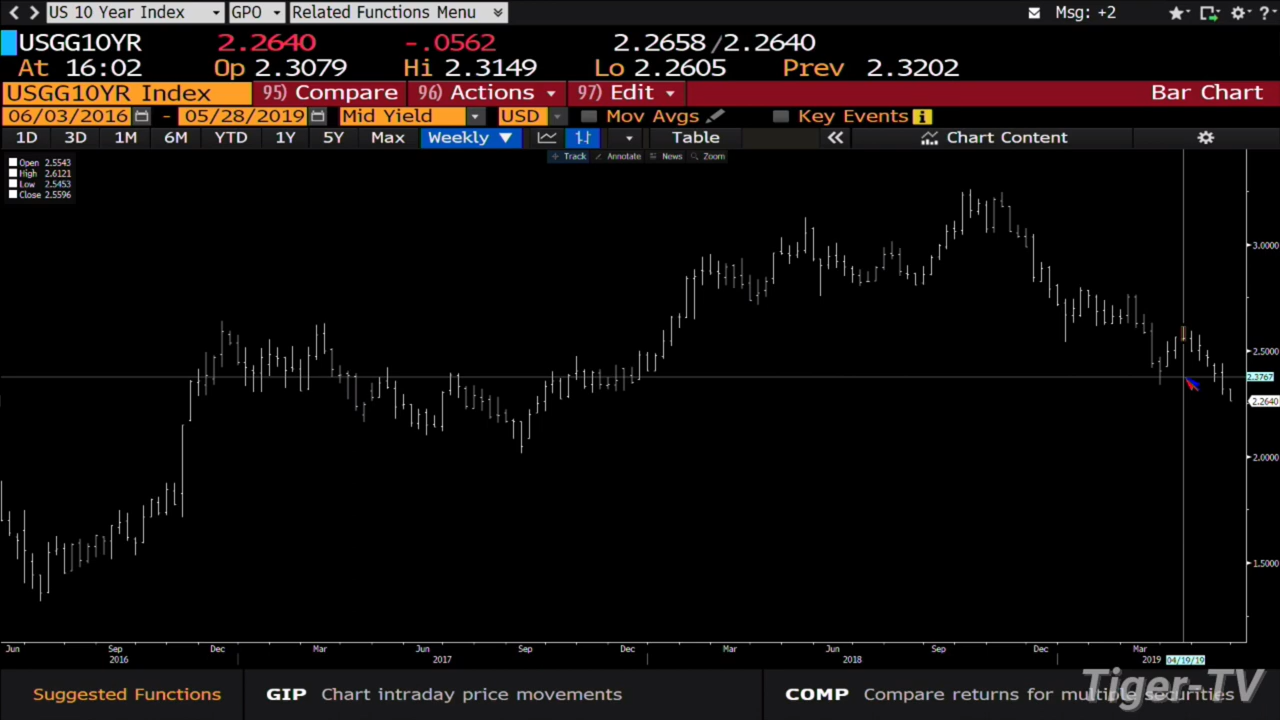 US 10 Year Index GPO Related Functions Menu Msg: +2
USGG10YR 2.2640 -.0562 2.2658/2.2640
At 16:02 Op 2.3079 Hi 2.3149 Lo 2.2605 Prev 2.3202
USGG10YR Index 95) Compare 96) Actions 97) Edit Bar Chart
06/03/2016 - 05/28/2019 Mid Yield USD Mov Avgs Key Events
1D 3D 1M 6M YTD 1Y 5Y Max Weekly Table Chart Content
Track Annotate News Zoom
Open 2.5543
High 2.6121
Low 2.5453
Close 2.5596
3.0000
2.5000
2.3767
2.2640
2.0000
1.5000
Jun Sep Dec Mar Jun Sep Dec Mar Jun Sep Dec Mar
2016 2017 2018 2019 04/19/19
Suggested Functions GIP Chart intraday price movements COMP Compare returns for multiple securities
Tiger-TV